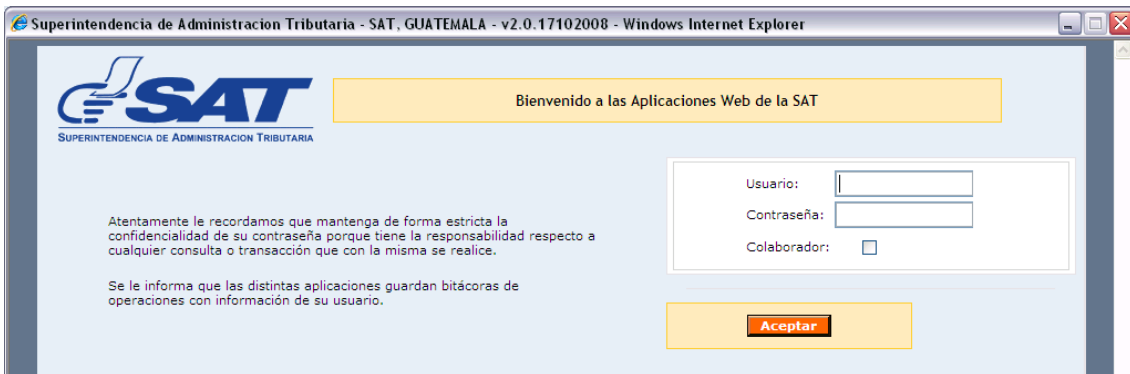 Superintendencia de Administracion Tributaria - SAT, GUATEMALA - v2.0.17102008 - Windows Internet Explorer
SAT
SUPERINTENDENCIA DE ADMINISTRACION TRIBUTARIA
Bienvenido a las Aplicaciones Web de la SAT
Usuario:
Contraseña:
Colaborador:
Atentamente le recordamos que mantenga de forma estricta la
confidencialidad de su contraseña porque tiene la responsabilidad respecto a
cualquier consulta o transacción que con la misma se realice.
Se le informa que las distintas aplicaciones guardan bitácoras de
operaciones con información de su usuario.
Aceptar